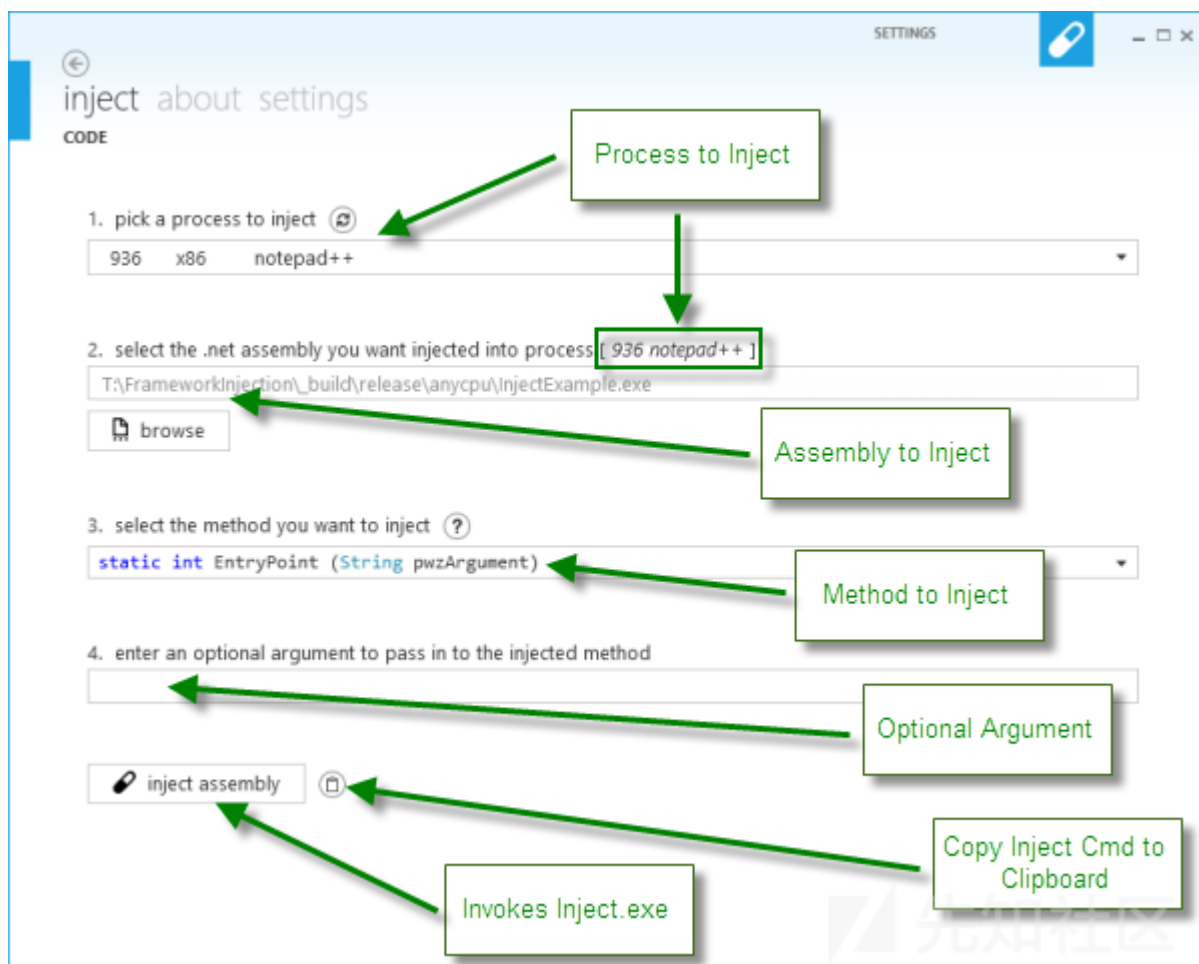 SETTINGS
inject about settings
CODE
Process to Inject
1. pick a process to inject
936 x86 notepad++
2. select the .net assembly you want injected into process [ 936 notepad++ ]
T:\FrameworkInjection\_build\release\anycpu\InjectExample.exe
browse
Assembly to Inject
3. select the method you want to inject ?
static int EntryPoint (String pwzArgument)
Method to Inject
4. enter an optional argument to pass in to the injected method
Optional Argument
inject assembly
Copy Inject Cmd to
Clipboard
Invokes Inject.exe
先知社区